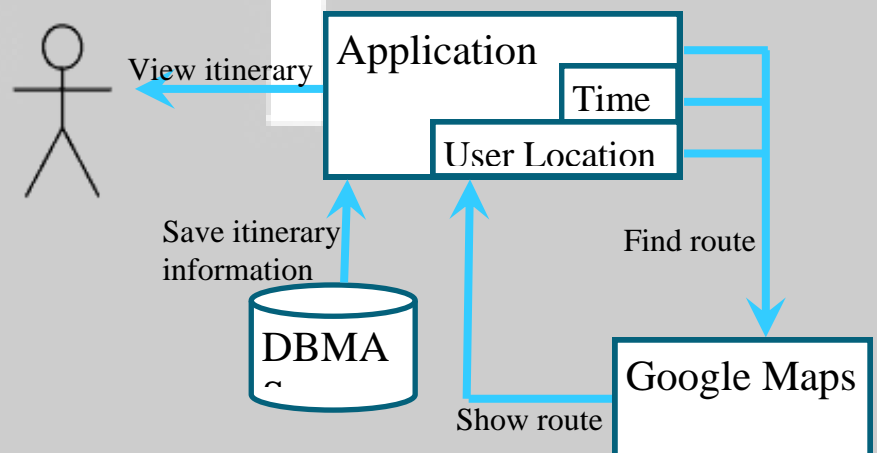 Application
View itinerary
Time
User Location
Save itinerary
information
Find route
DBMA
Google Maps
Show route